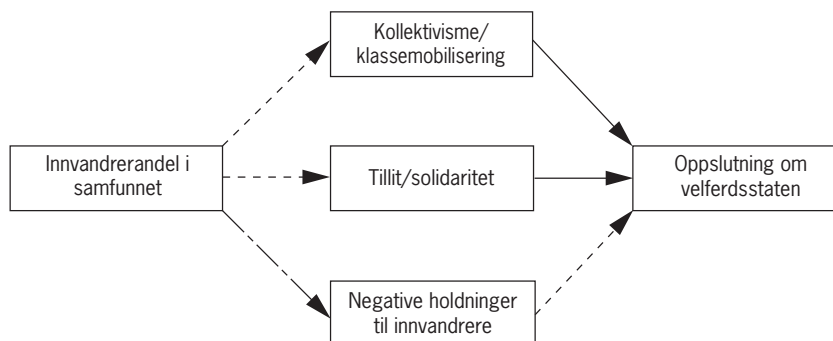 Kollektivisme/
klassemobilisering
Innvandrerandel i
samfunnet
Tillit/solidaritet
Oppslutning om
velferdsstaten
Negative holdninger
til innvandrere